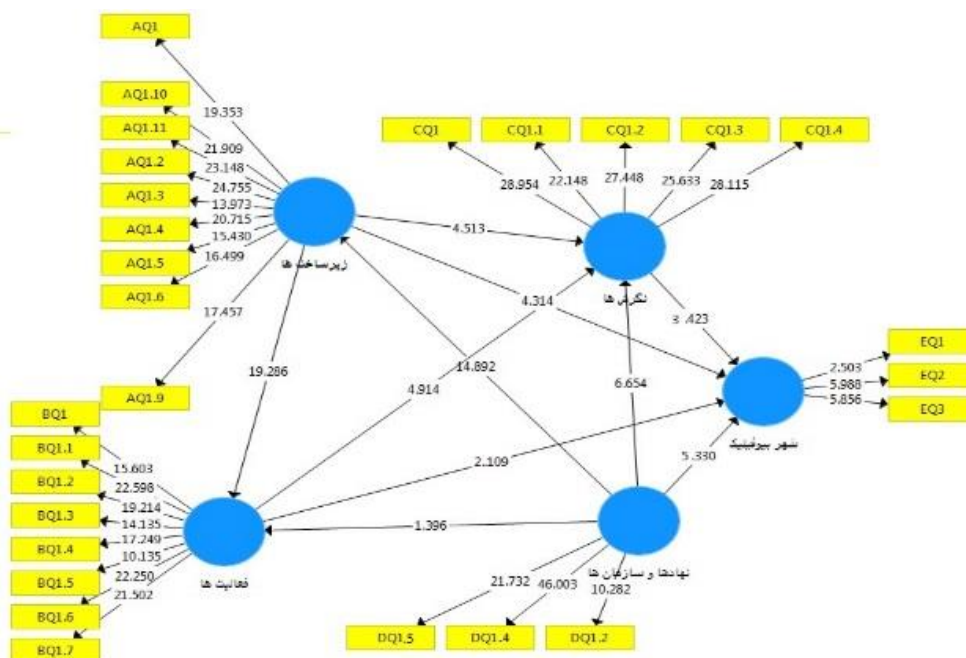 AQ1
AQ1.10
AQ1.11
AQ1.2
AQ1.3
AQ1.4
AQ1.5
AQ1.6
AQ1.9
19.353
21.909
23.148
24.755
13.973
20.715
15.430
16.499
17.457
زیرساخت ها
CQ1
CQ1.1
CQ1.2
CQ1.3
CQ1.4
28.954
22.148
27.448
25.633
28.115
نگرش ها
4.513
4.314
3.423
19.286
4.914
14.892
6.654
2.109
5.330
1.396
EQ1
EQ2
EQ3
2.503
5.988
5.856
شهر بیوفیلیک
BQ1
BQ1.1
BQ1.2
BQ1.3
BQ1.4
BQ1.5
BQ1.6
BQ1.7
15.603
22.598
19.214
14.135
17.249
10.135
22.250
21.502
فعالیت ها
نهادها و سازمان ها
21.732
46.003
10.282
DQ1.5
DQ1.4
DQ1.2